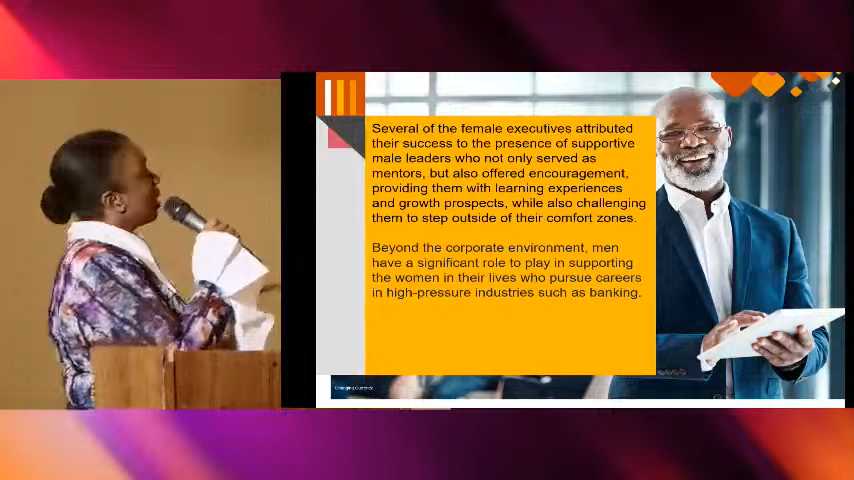 Several of the female executives attributed
their success to the presence of supportive
male leaders who not only served as
mentors, but also offered encouragement,
providing them with learning experiences
and growth prospects, while also challenging
them to step outside of their comfort zones.
Beyond the corporate environment, men
have a significant role to play in supporting
the women in their lives who pursue careers
in high-pressure industries such as banking.
Changing Currency